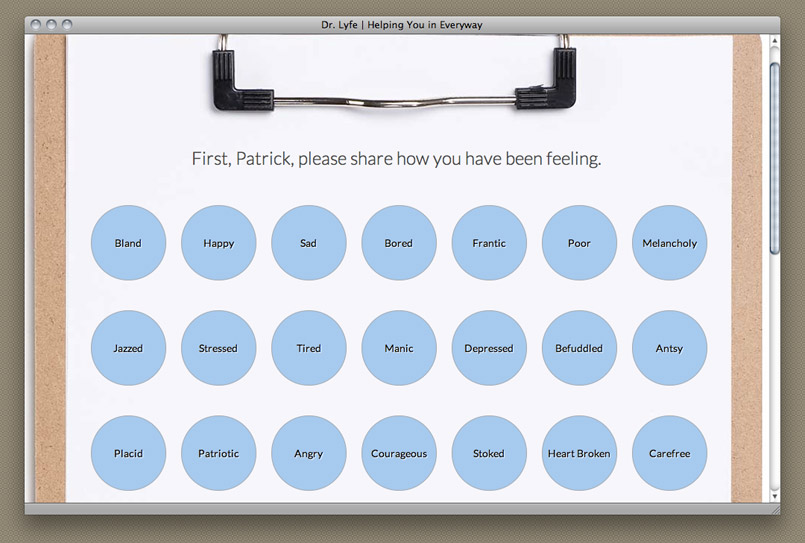 Dr. Lyfe | Helping You in Everyway
First, Patrick, please share how you have been feeling.
Bland Happy Sad Bored Frantic Poor Melancholy
Jazzed Stressed Tired Manic Depressed Befuddled Antsy
Placid Patriotic Angry Courageous Stoked Heart Broken Carefree